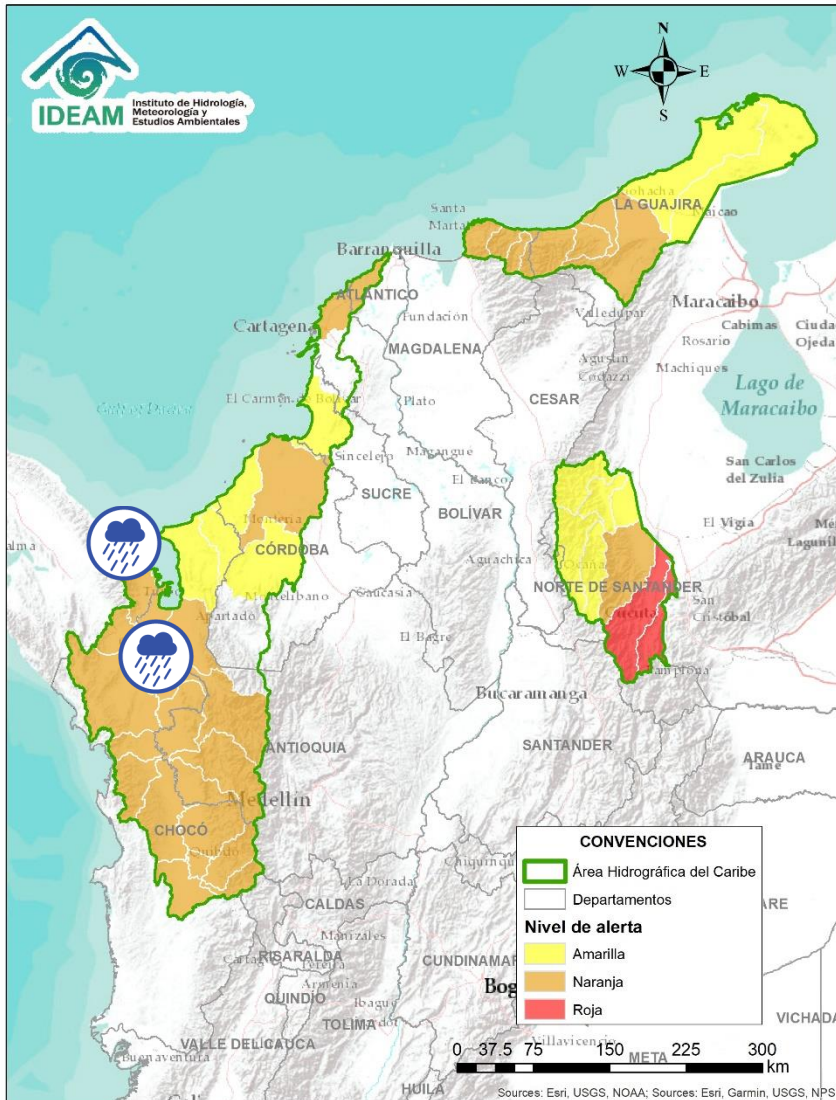 IDEAM
Instituto de Hidrología,
Meteorología y
Estudios Ambientales
N
W
E
S
LA GUAJIRA
Maicao
Santa
Barranquilla
ATLÁNTICO
Maracaibo
Cartagena
Fundación
Valledupar
Cabimas
Rosario
Ojeda
MAGDALENA
Agustín
Codazzi
Machiques
CESAR
Lago de
Maracaibo
El Carmen de Bolívar
Plato
Sincelejo
Magangué
San Carlos
del Zulia
El Banco
SUCRE
BOLÍVAR
El Vigía
Montería
CÓRDOBA
Aguachica
Ocaña
NORTE DE SANTANDER
Montelíbano
Caucasia
Apartadó
Cúcuta
San
Cristóbal
El Bagre
Bucaramanga
SANTANDER
ARAUCA
Tame
ANTIOQUIA
Medellín
CHOCÓ
Quibdó
La Dorada
CALDAS
Manizales
RISARALDA
Pereira
Armenia
QUINDÍO
Ibagué
TOLIMA
VALLE DEL CAUCA
Buenaventura
HUILA
Villavicencio
META
VICHADA
CONVENCIONES
Área Hidrográfica del Caribe
Departamentos
Nivel de alerta
Amarilla
Naranja
Roja
0 37.5 75 150 225 300
km
Sources: Esri, USGS, NOAA; Sources: Esri, Garmin, USGS, NPS